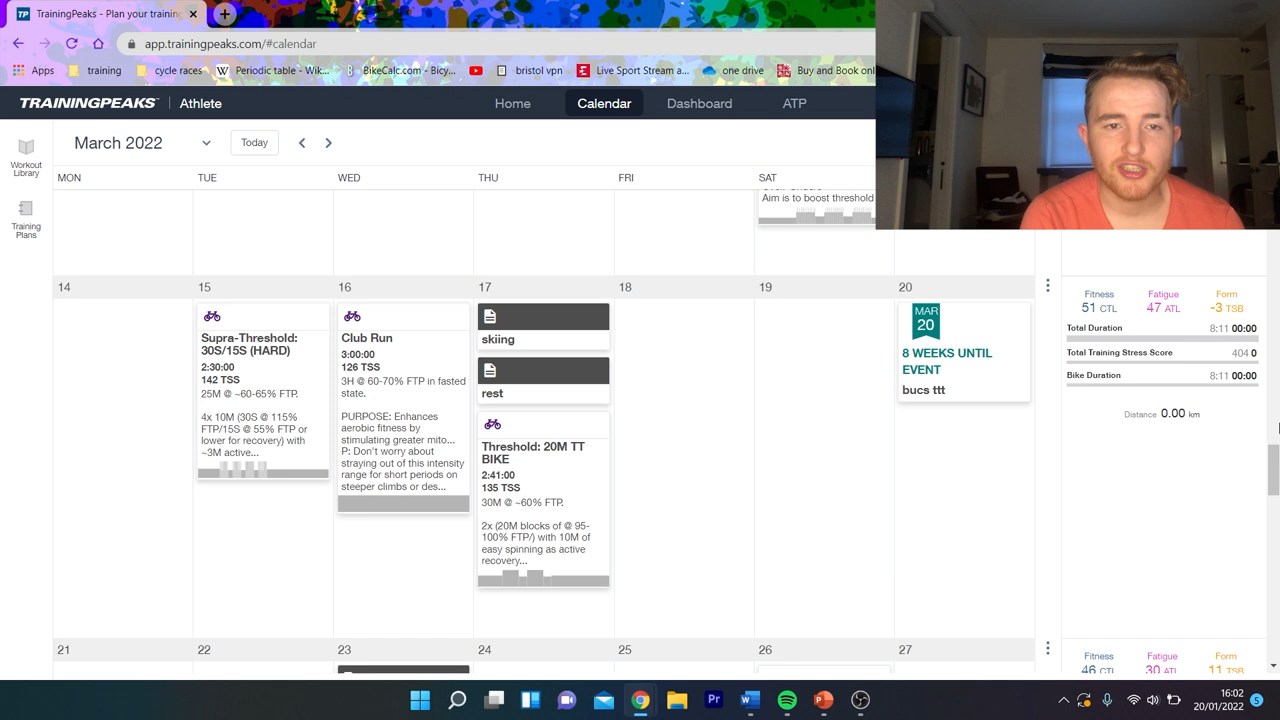 TrainingPeaks - Plan your training
app.trainingpeaks.com/#calendar
Apps training cycle races Periodic table - Wik... BikeCalc.com - Bicy... bristol vpn Live Sport Stream a... one drive Buy and Book onl
TRAININGPEAKS Athlete Home Calendar Dashboard ATP
March 2022 Today
Workout
Library
Training
Plans
MON TUE WED THU FRI SAT
Aim is to boost threshold
14 15 16 17 18 19 20
Supra-Threshold:
30S/15S (HARD)
2:30:00
142 TSS
25M @ ~60-65% FTP.
4x 10M (30S @ 115%
FTP/15S @ 55% FTP or
lower for recovery) with
~3M active...
Club Run
3:00:00
126 TSS
3H @ 60-70% FTP in fasted
state.
PURPOSE: Enhances
aerobic fitness by
stimulating greater mito...
P: Don't worry about
straying out of this intensity
range for short periods on
steeper climbs or des...
skiing
rest
Threshold: 20M TT
BIKE
2:41:00
135 TSS
30M @ ~60% FTP.
2x (20M blocks of @ 95-
100% FTP/) with 10M of
easy spinning as active
recovery...
MAR
20
8 WEEKS UNTIL
EVENT
bucs ttt
Fitness Fatigue Form
51 CTL 47 ATL -3 TSB
Total Duration 8:11 00:00
Total Training Stress Score 404 0
Bike Duration 8:11 00:00
Distance 0.00 km
21 22 23 24 25 26 27
Fitness Fatigue Form
46 CTL 30 ATL 11 TSB
16:02
20/01/2022
5